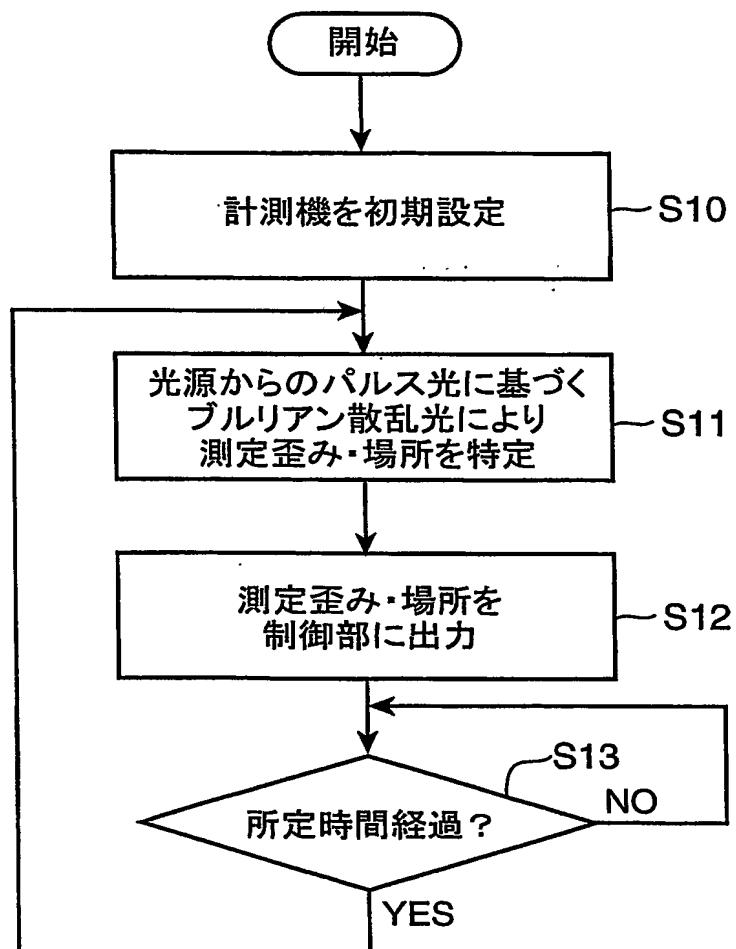 開始
計測機を初期設定
S10
光源からのパルス光に基づく
ブルリアン散乱光により
測定歪み・場所を特定
S11
測定歪み・場所を
制御部に出力
S12
S13
所定時間経過?
NO
YES